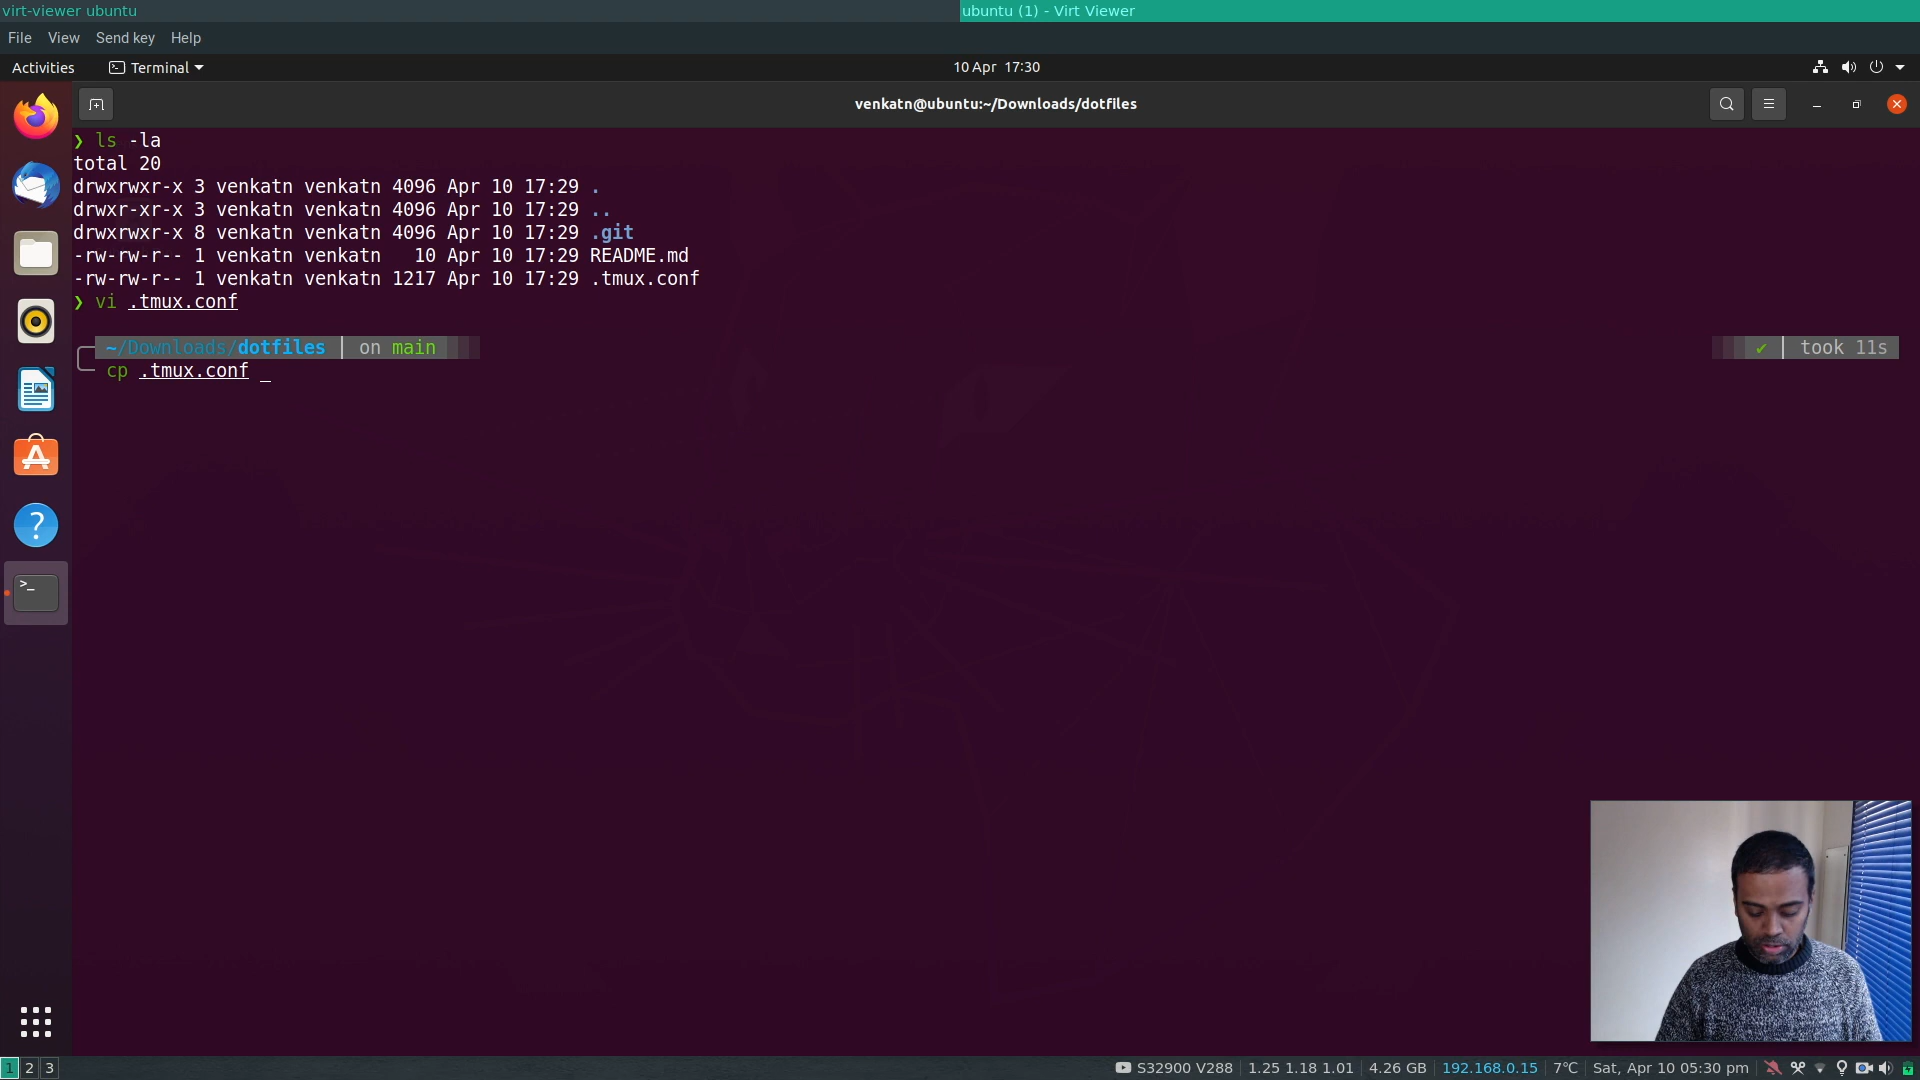 virt-viewer ubuntu
ubuntu (1) - Virt Viewer
File View Send key Help
Activities Terminal 10 Apr 17:30
venkatn@ubuntu:~/Downloads/dotfiles
❯ ls -la
total 20
drwxrwxr-x 3 venkatn venkatn 4096 Apr 10 17:29 .
drwxr-xr-x 3 venkatn venkatn 4096 Apr 10 17:29 ..
drwxrwxr-x 8 venkatn venkatn 4096 Apr 10 17:29 .git
-rw-rw-r-- 1 venkatn venkatn   10 Apr 10 17:29 README.md
-rw-rw-r-- 1 venkatn venkatn 1217 Apr 10 17:29 .tmux.conf
❯ vi .tmux.conf
~/Downloads/dotfiles | on main ✔ | took 11s
cp .tmux.conf _
1 2 3 S32900 V288 | 1.25 1.18 1.01 | 4.26 GB | 192.168.0.15 | 7°C | Sat, Apr 10 05:30 pm